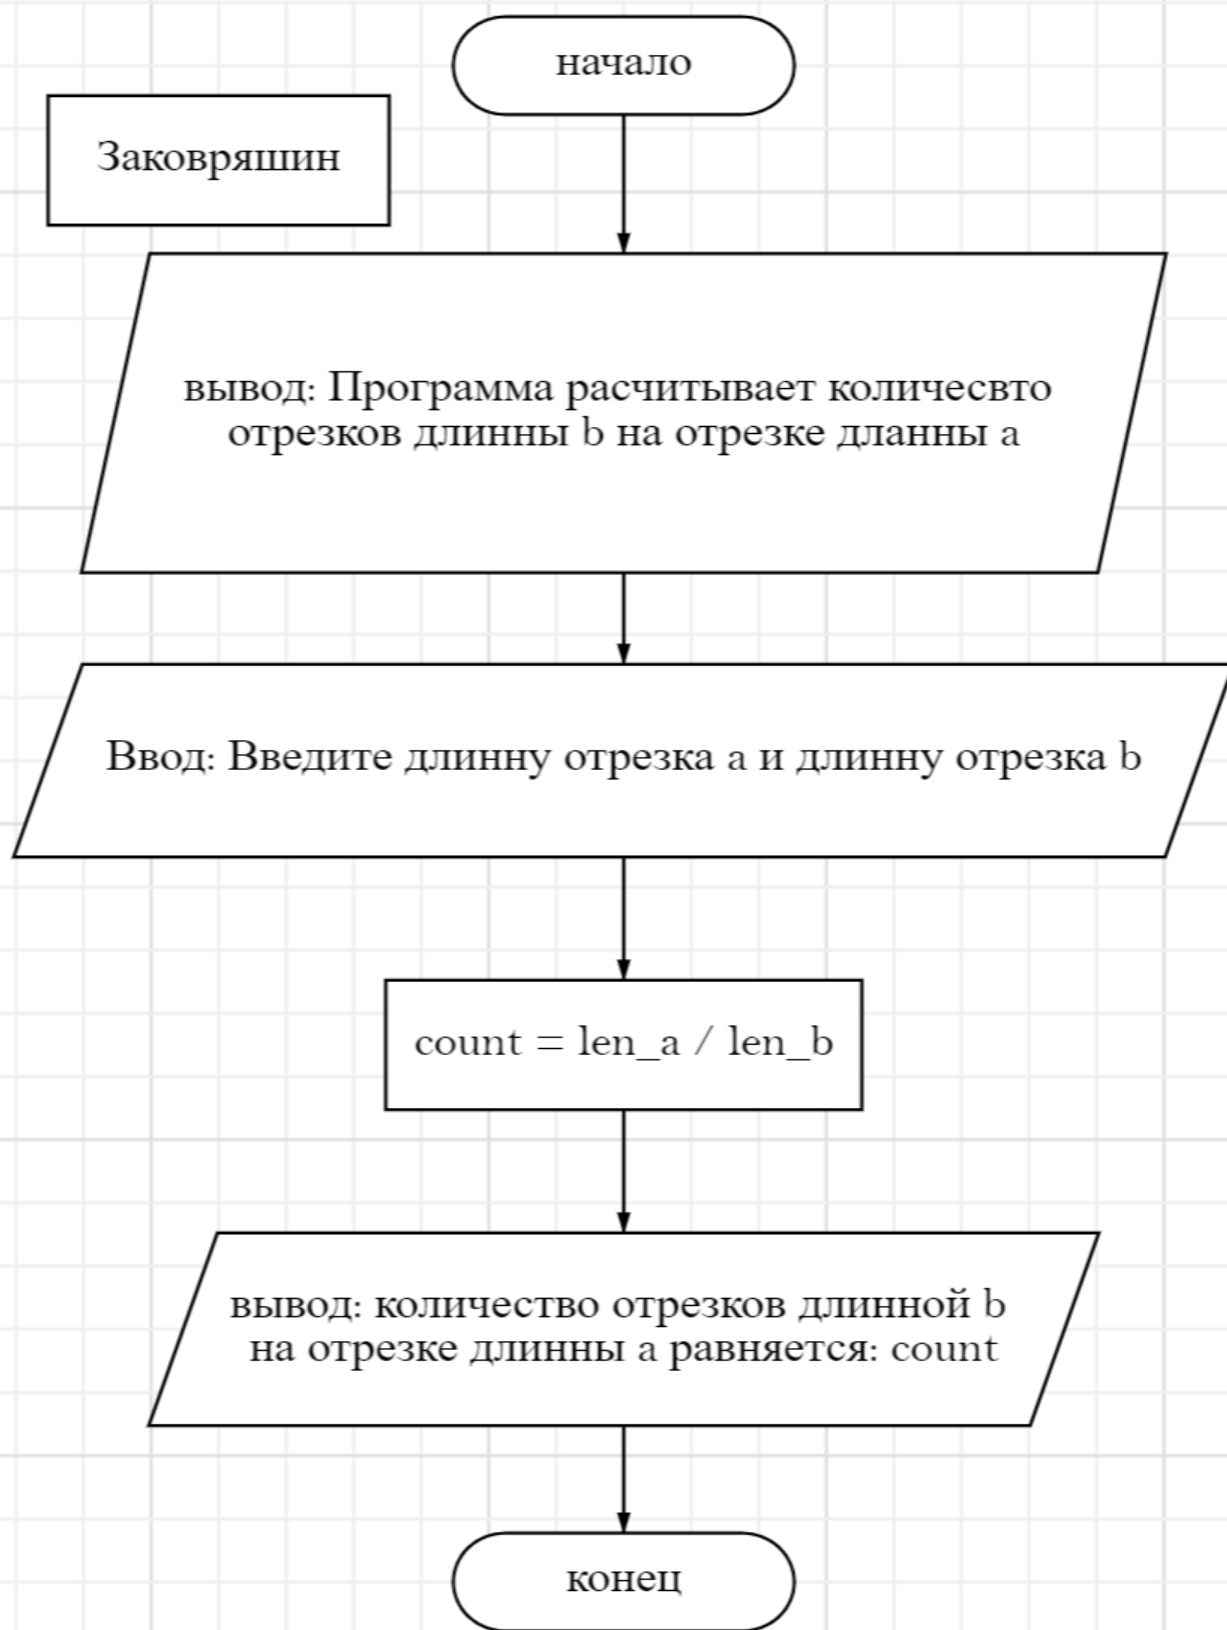 начало
Заковряшин
вывод: Программа расчитывает количесвто
отрезков длинны b на отрезке дланны a
Ввод: Введите длинну отрезка a и длинну отрезка b
count = len_a / len_b
вывод: количество отрезков длинной b
на отрезке длинны a равняется: count
конец